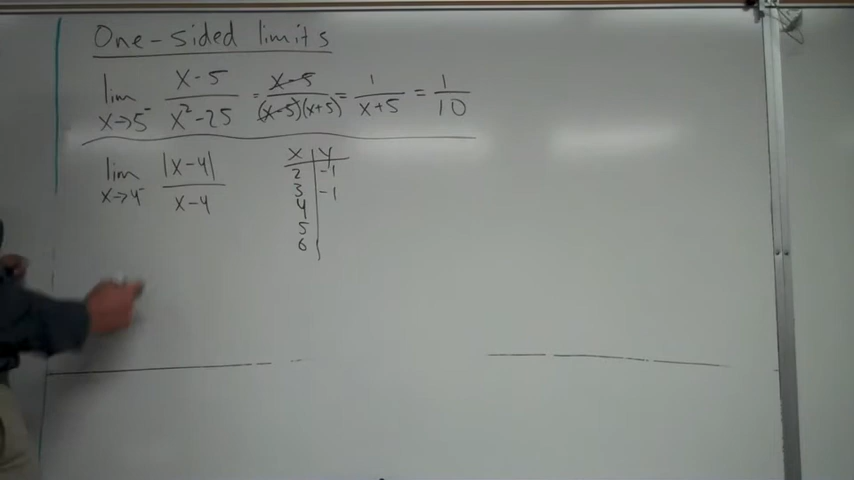 One-sided limits
lim x→5⁻ (x-5)/(x²-25) = (x-5)/((x-5)(x+5)) = 1/(x+5) = 1/10
lim x→4⁻ |x-4|/(x-4)
x | y
2 | -1
3 | -1
4 |
5 |
6 |